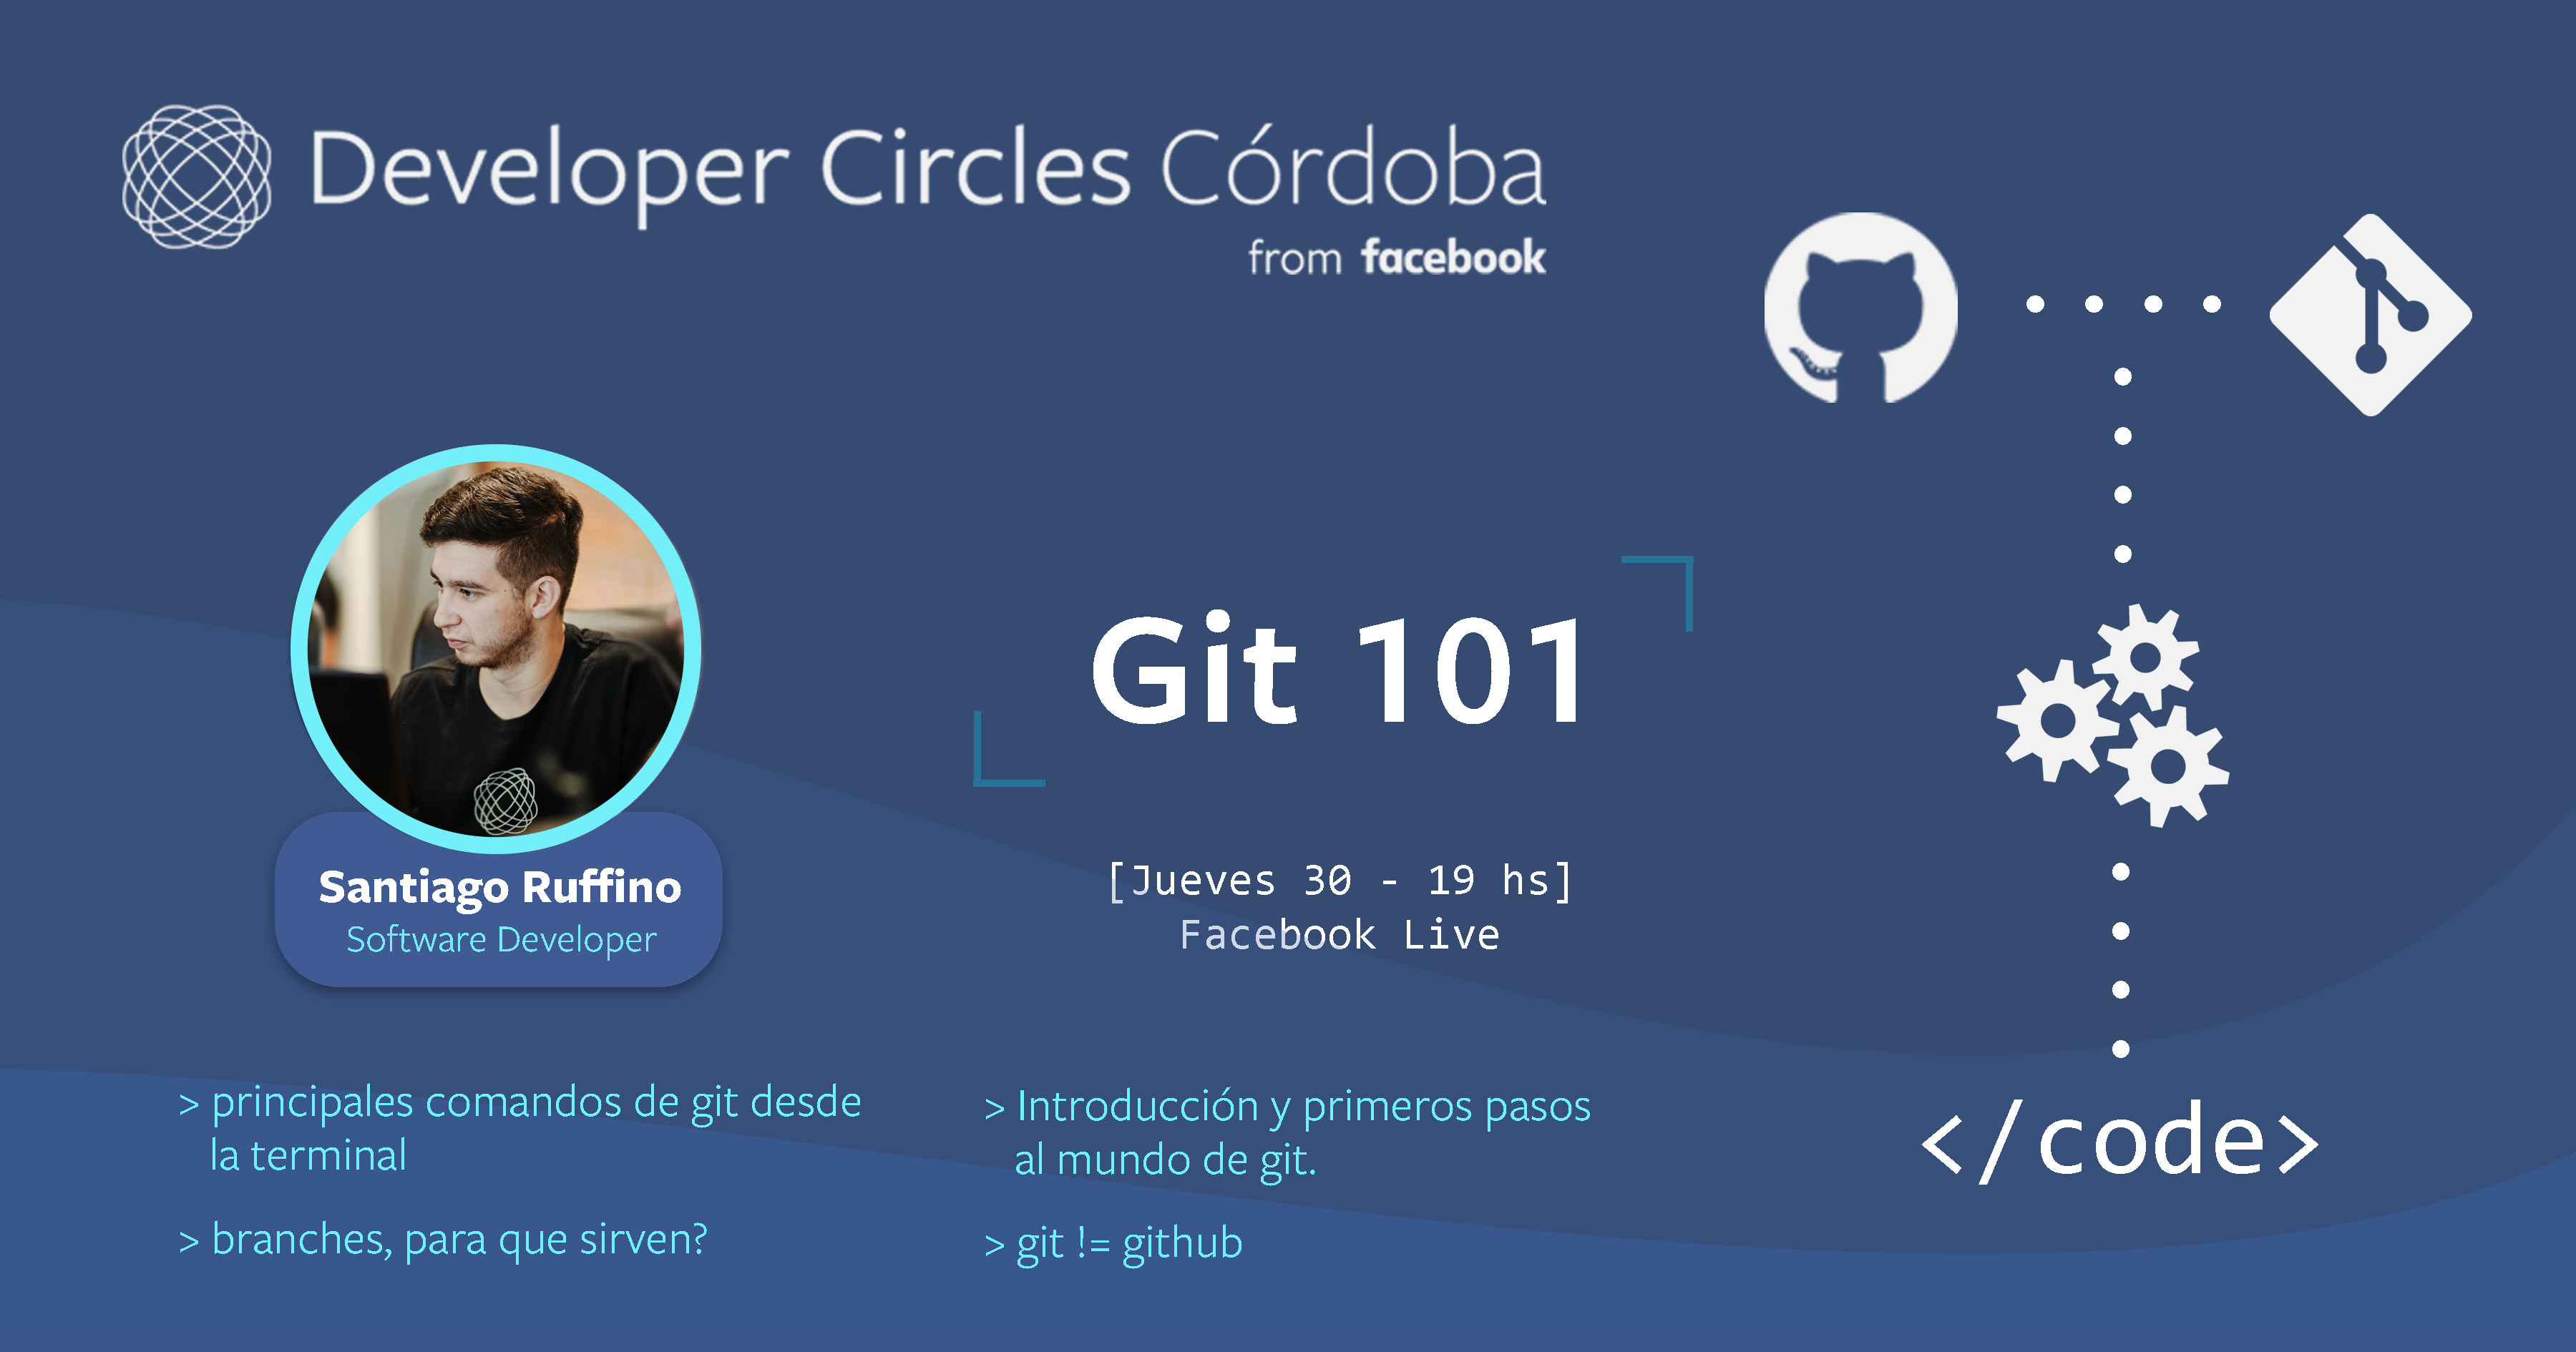 Developer Circles Córdoba
from facebook
Git 101
[Jueves 30 - 19 hs]
Facebook Live
Santiago Ruffino
Software Developer
> principales comandos de git desde
la terminal
> branches, para que sirven?
> Introducción y primeros pasos
al mundo de git.
> git != github
</code>